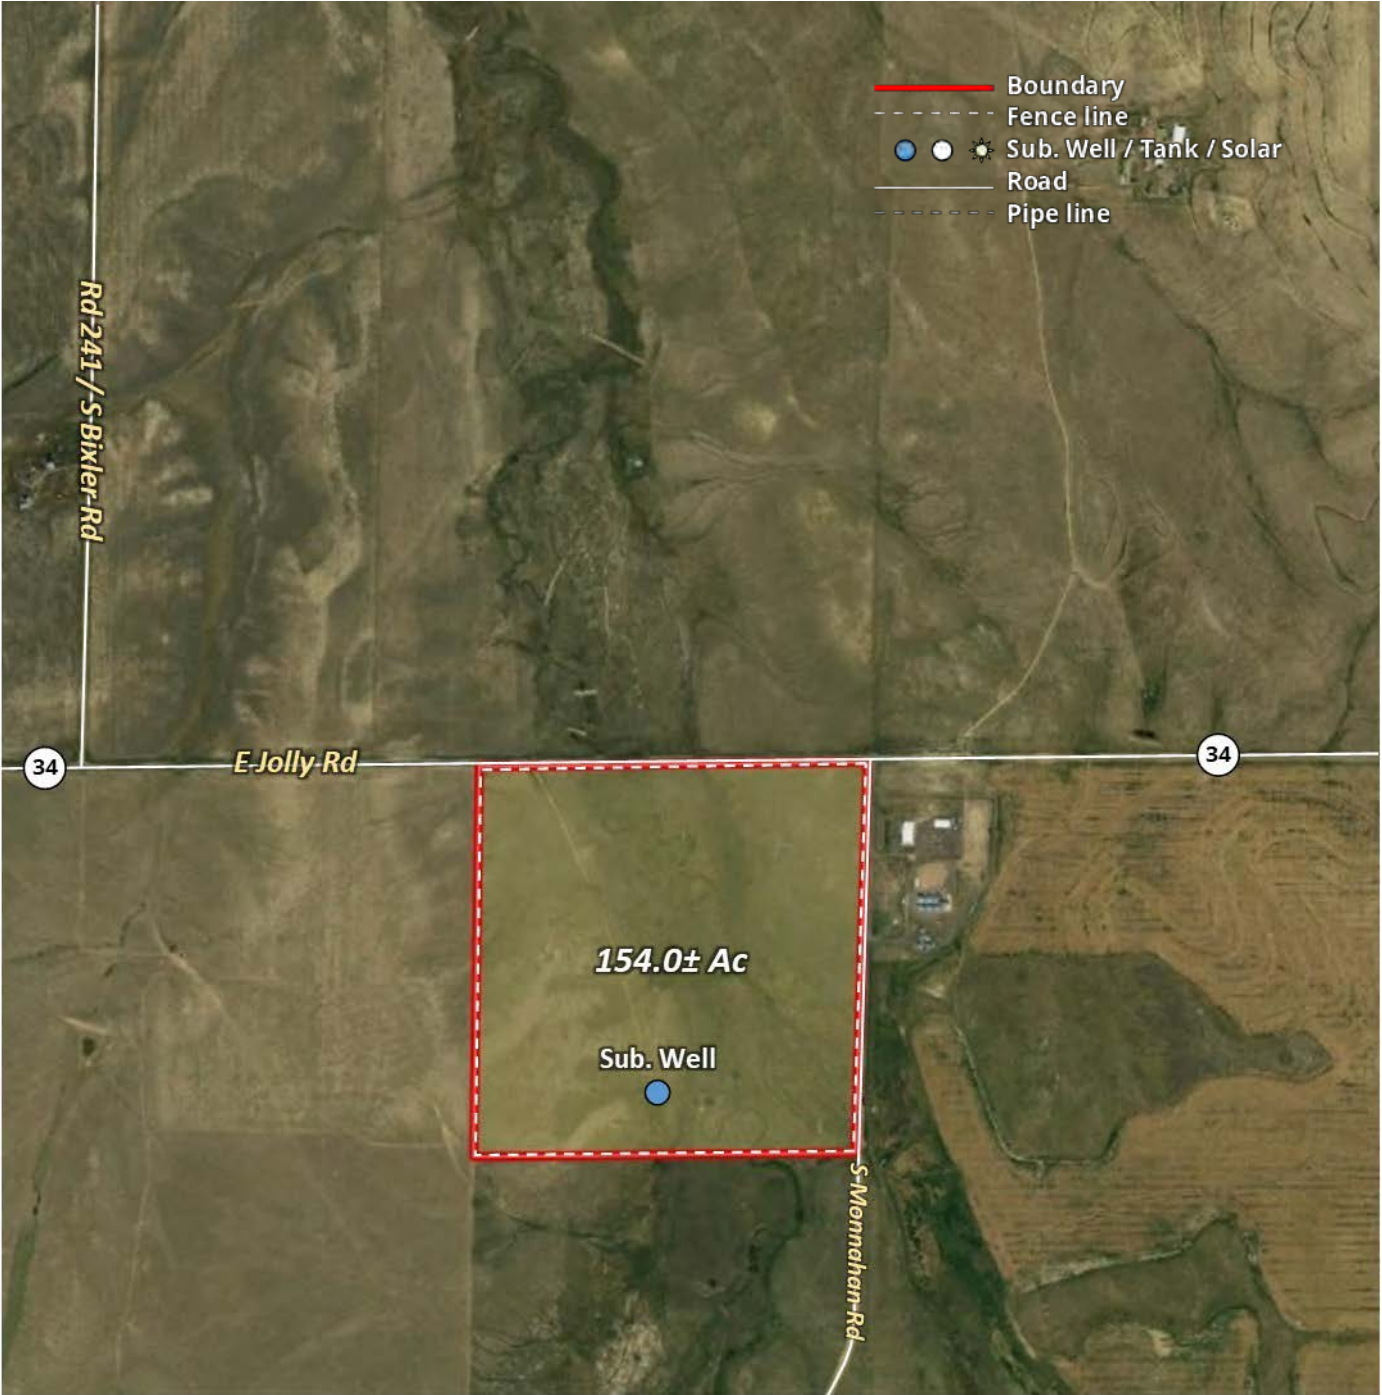 Boundary
Fence line
Sub. Well / Tank / Solar
Road
Pipe line
Rd 241 / S Bixler Rd
34
E Jolly Rd
34
154.0± Ac
Sub. Well
S Monnahan Rd